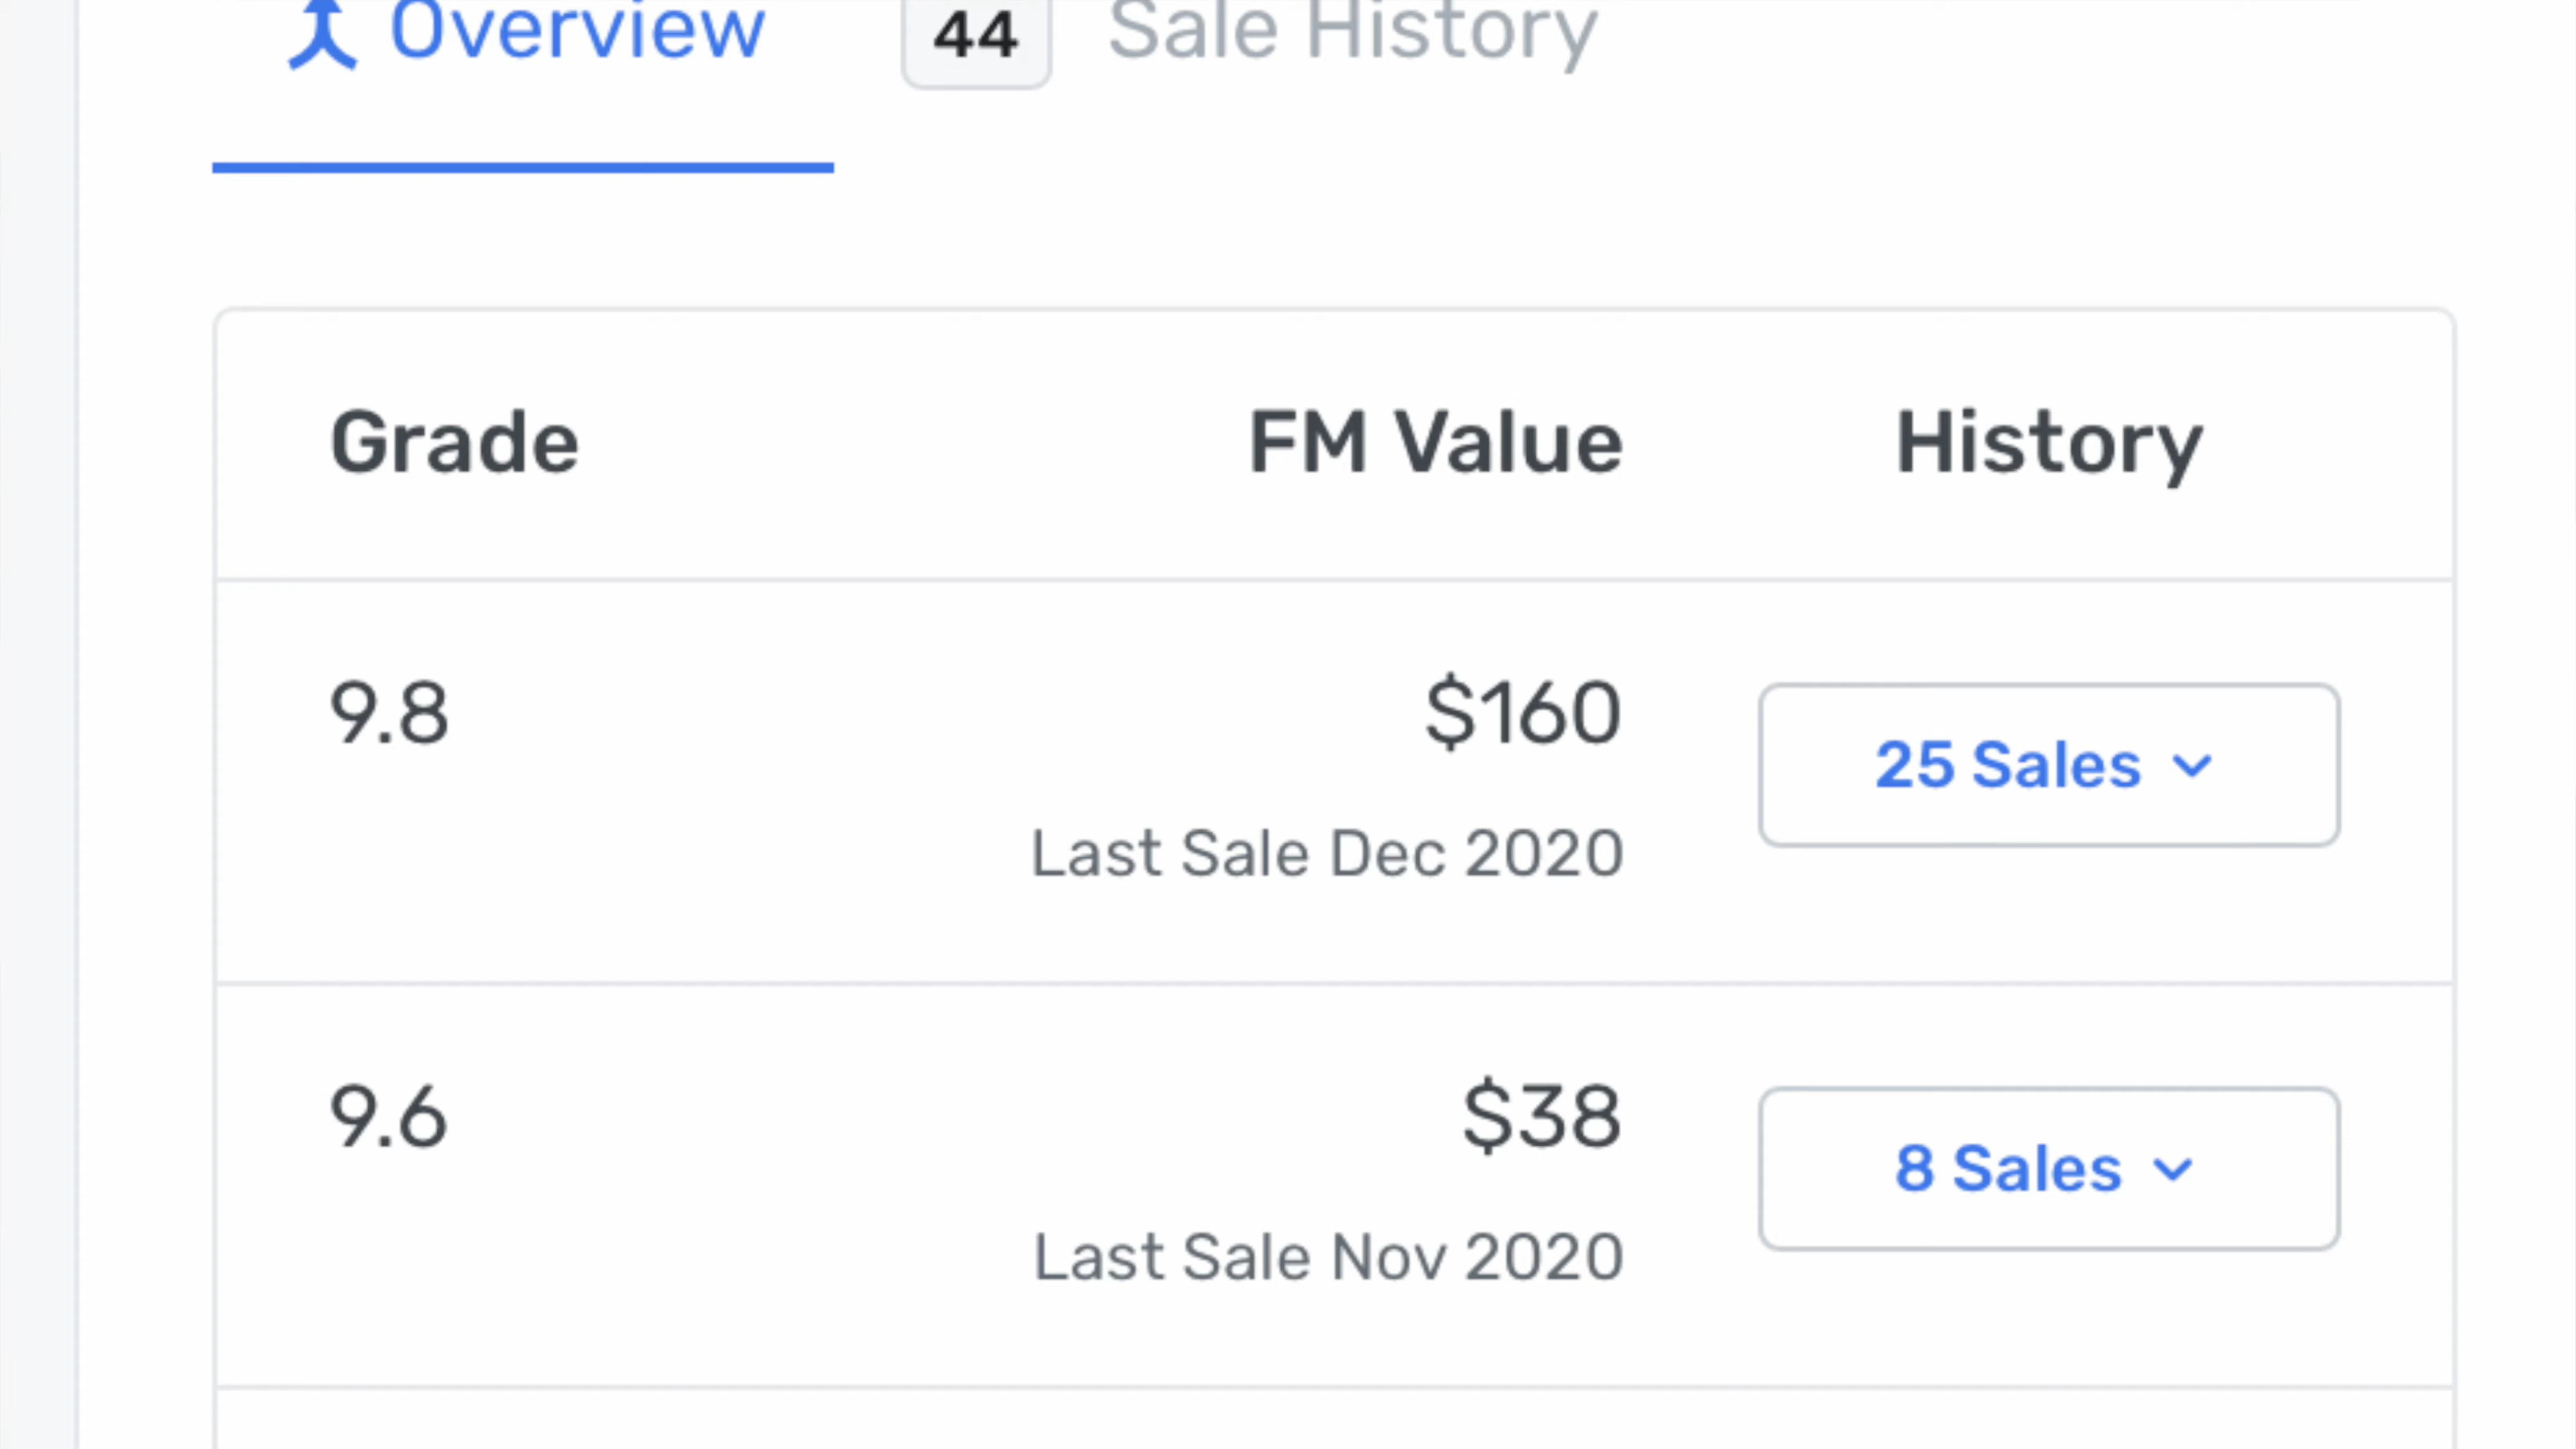 Overview 44 Sale History
Grade FM Value History
9.8 $160 25 Sales
Last Sale Dec 2020
9.6 $38 8 Sales
Last Sale Nov 2020